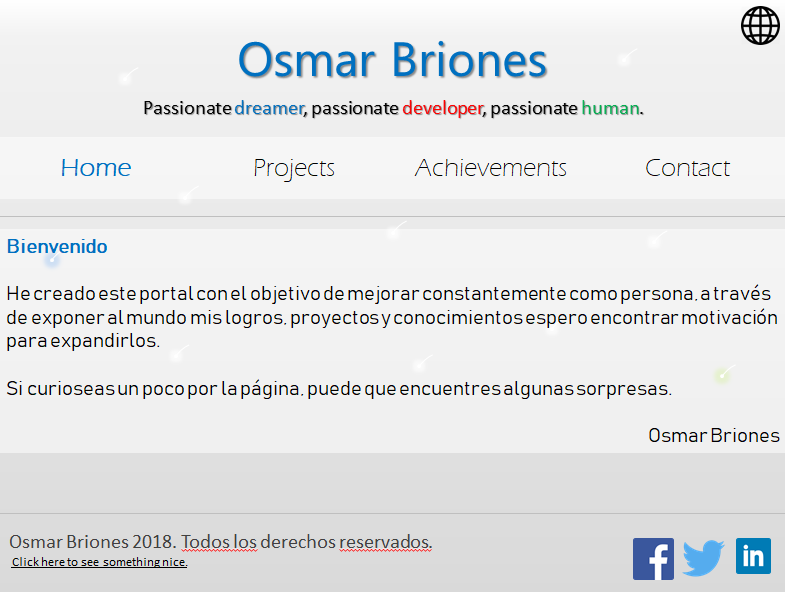 Osmar Briones
Passionate dreamer, passionate developer, passionate human.
Home Projects Achievements Contact
Bienvenido
He creado este portal con el objetivo de mejorar constantemente como persona, a través
de exponer al mundo mis logros, proyectos y conocimientos espero encontrar motivación
para expandirlos.
Si curioseas un poco por la página, puede que encuentres algunas sorpresas.
Osmar Briones
Osmar Briones 2018. Todos los derechos reservados.
Click here to see something nice.
f
in